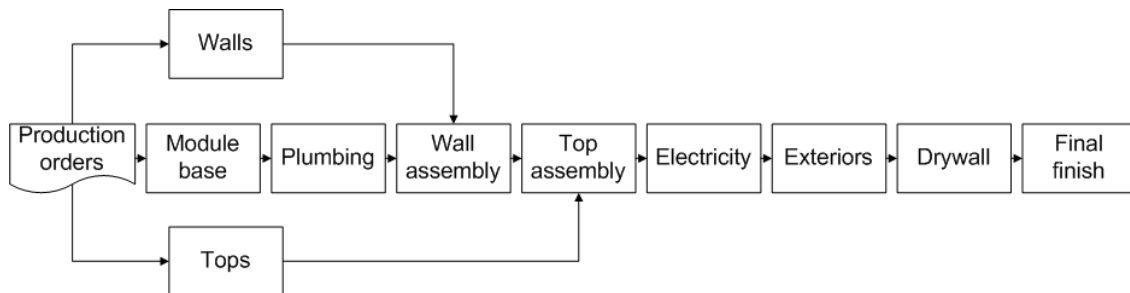 Walls
Production
orders
Module
base
Plumbing
Wall
assembly
Top
assembly
Electricity
Exteriors
Drywall
Final
finish
Tops